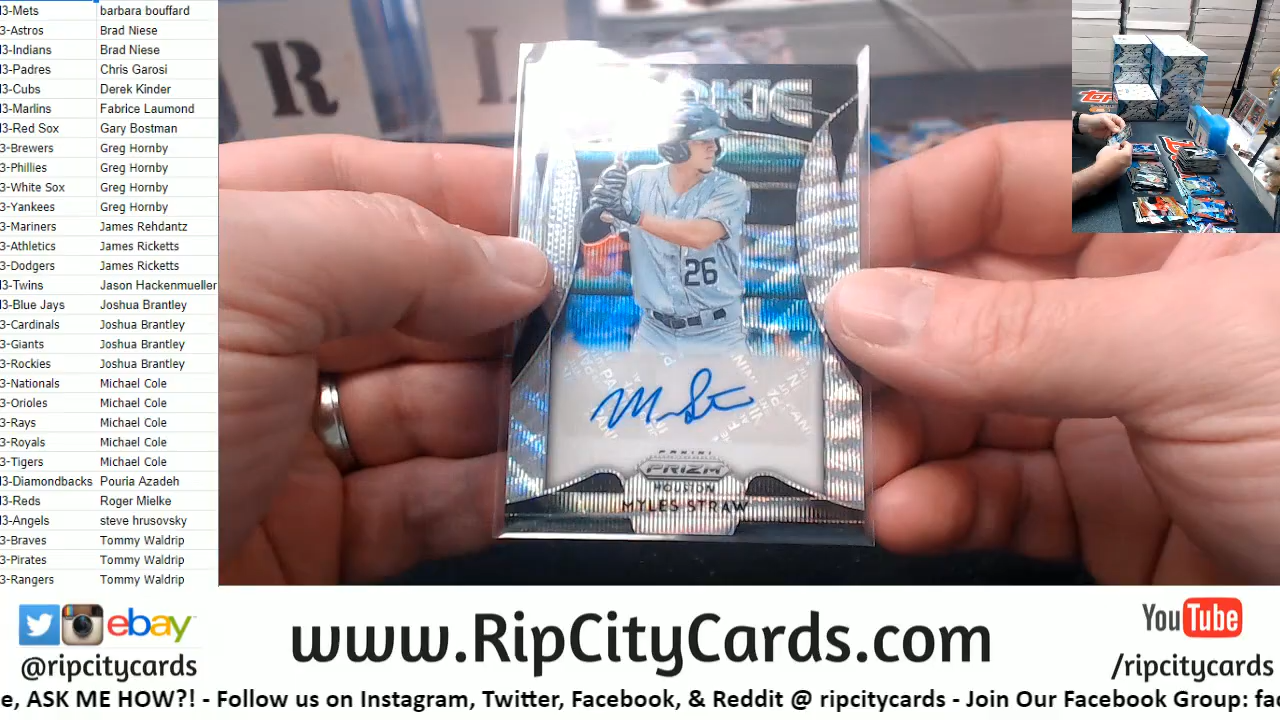 3-Mets barbara bouffard
3-Astros Brad Niese
3-Indians Brad Niese
3-Padres Chris Garosi
3-Cubs Derek Kinder
3-Marlins Fabrice Laumond
3-Red Sox Gary Bostman
3-Brewers Greg Hornby
3-Phillies Greg Hornby
3-White Sox Greg Hornby
3-Yankees Greg Hornby
3-Mariners James Rehdantz
3-Athletics James Ricketts
3-Dodgers James Ricketts
3-Twins Jason Hackenmueller
3-Blue Jays Joshua Brantley
3-Cardinals Joshua Brantley
3-Giants Joshua Brantley
3-Rockies Joshua Brantley
3-Nationals Michael Cole
3-Orioles Michael Cole
3-Rays Michael Cole
3-Royals Michael Cole
3-Tigers Michael Cole
3-Diamondbacks Pouria Azadeh
3-Reds Roger Mielke
3-Angels steve hrusovsky
3-Braves Tommy Waldrip
3-Pirates Tommy Waldrip
3-Rangers Tommy Waldrip
R
26
PANINI
PRIZM
HOUSTON
MYLES STRAW
ebay
@ripcitycards
www.RipCityCards.com
YouTube
/ripcitycards
e, ASK ME HOW?! - Follow us on Instagram, Twitter, Facebook, & Reddit @ ripcitycards - Join Our Facebook Group: fac